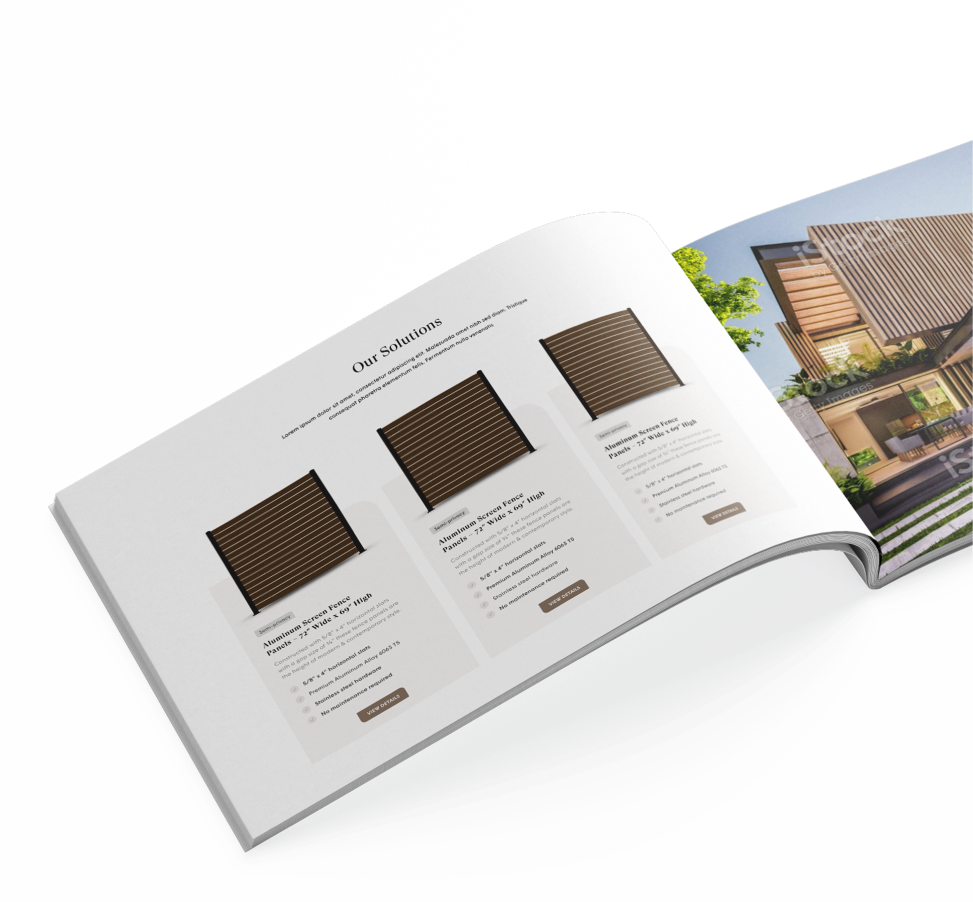 Our Solutions
Lorem ipsum dolor sit amet, consectetur adipiscing elit. Malesuada amet nibh sed diam. Tristique
consequat pharetra elementum felis. Fermentum nulla venenatis.
Semi-privacy
Aluminum Screen Fence
Panels – 72" Wide x 69" High
Constructed with 5/8" x 4" horizontal slats
with a gap size of ¼" these fence panels are
the height of modern & contemporary style.
5/8" x 4" horizontal slats
Premium Aluminum Alloy 6063 T5
Stainless steel hardware
No maintenance required
VIEW DETAILS
Semi-privacy
Aluminum Screen Fence
Panels – 72" Wide x 69" High
Constructed with 5/8" x 4" horizontal slats
with a gap size of ¼" these fence panels are
the height of modern & contemporary style.
5/8" x 4" horizontal slats
Premium Aluminum Alloy 6063 T5
Stainless steel hardware
No maintenance required
VIEW DETAILS
Semi-privacy
Aluminum Screen Fence
Panels – 72" Wide x 69" High
Constructed with 5/8" x 4" horizontal slats
with a gap size of ¼" these fence panels are
the height of modern & contemporary style.
5/8" x 4" horizontal slats
Premium Aluminum Alloy 6063 T5
Stainless steel hardware
No maintenance required
VIEW DETAILS
iStock